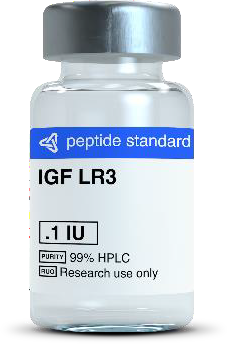 peptide standard
IGF LR3
.1 IU
PURITY 99% HPLC
RUO Research use only